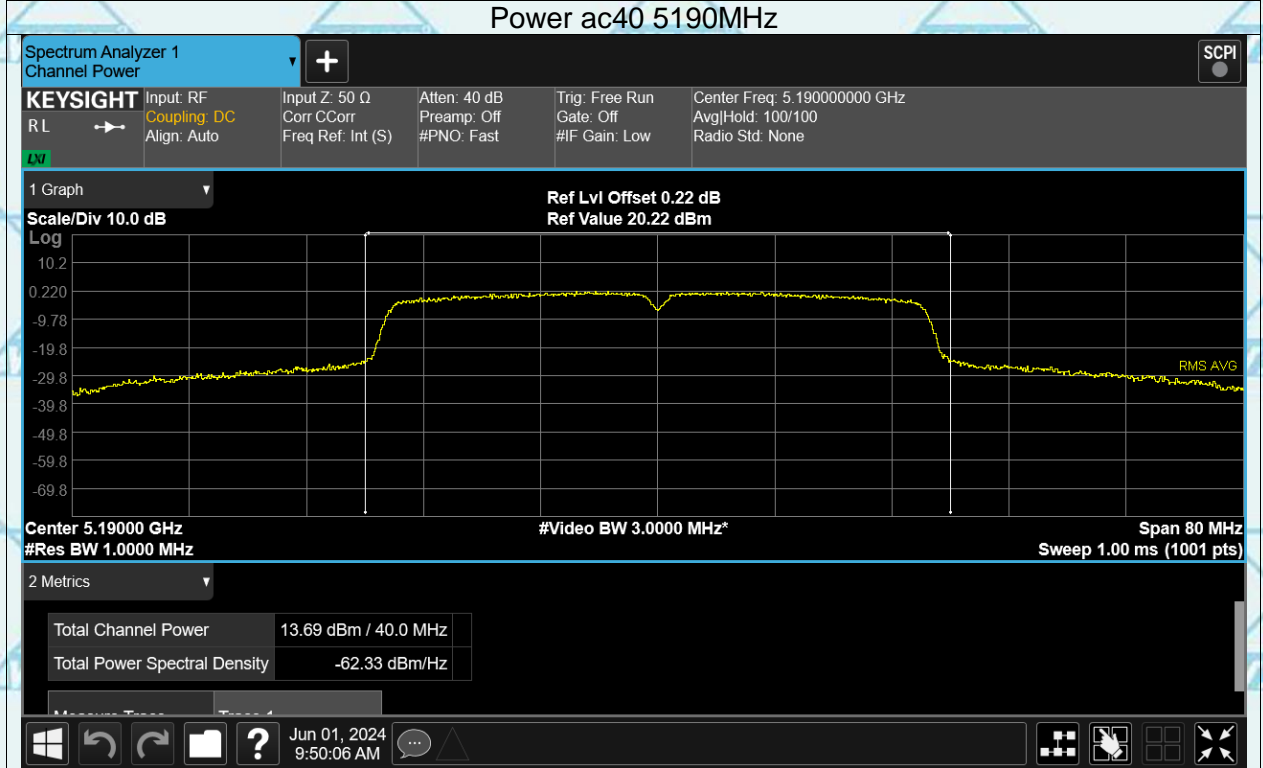 Power ac40 5190MHz
Spectrum Analyzer 1
Channel Power
SCPI
KEYSIGHT
RL
LXI
Input: RF
Coupling: DC
Align: Auto
Input Z: 50 Ω
Corr CCorr
Freq Ref: Int (S)
Atten: 40 dB
Preamp: Off
#PNO: Fast
Trig: Free Run
Gate: Off
#IF Gain: Low
Center Freq: 5.190000000 GHz
Avg|Hold: 100/100
Radio Std: None
1 Graph
Scale/Div 10.0 dB
Ref Lvl Offset 0.22 dB
Ref Value 20.22 dBm
Log
10.2
0.220
-9.78
-19.8
-29.8
-39.8
-49.8
-59.8
-69.8
RMS AVG
Center 5.19000 GHz
#Video BW 3.0000 MHz*
Span 80 MHz
#Res BW 1.0000 MHz
Sweep 1.00 ms (1001 pts)
2 Metrics
Total Channel Power 13.69 dBm / 40.0 MHz
Total Power Spectral Density -62.33 dBm/Hz
Jun 01, 2024
9:50:06 AM